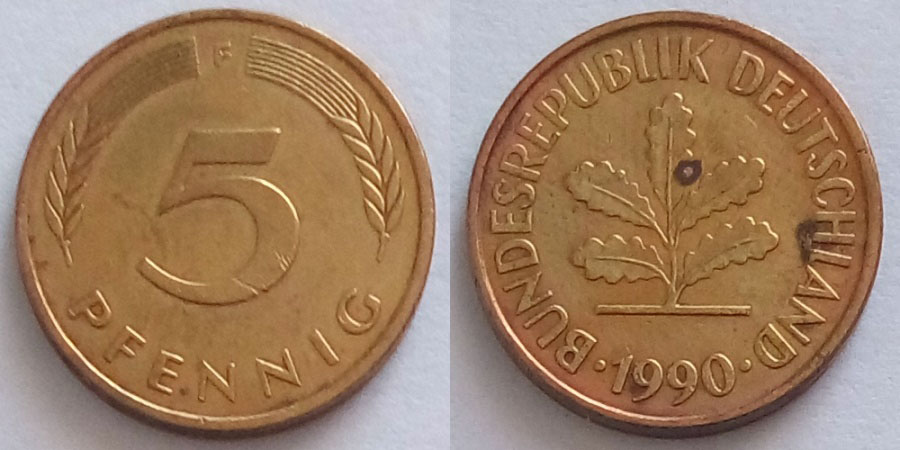 F
5
PFENNIG
BUNDESREPUBLIK DEUTSCHLAND
· 1990 ·